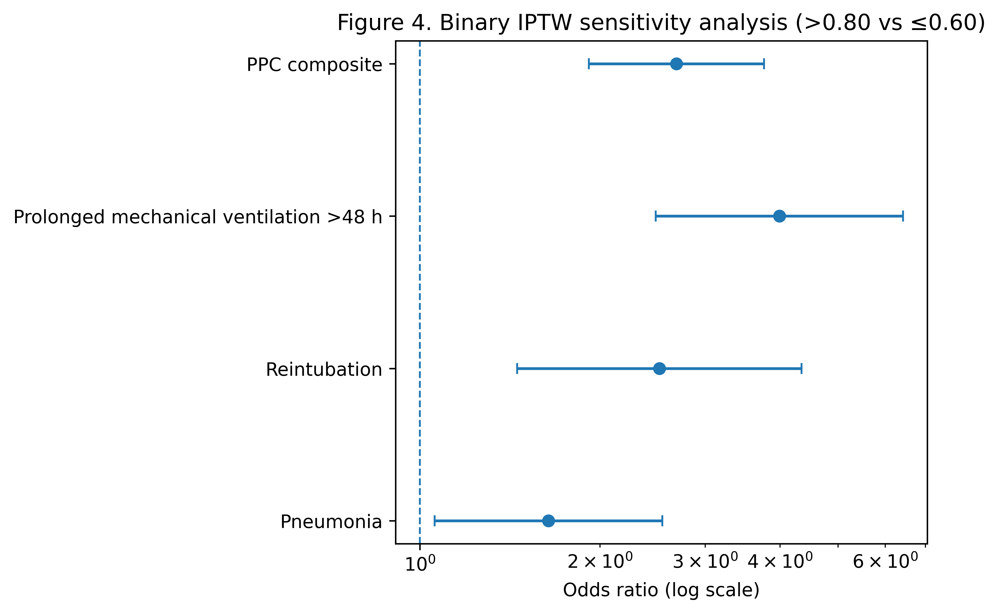 Figure 4. Binary IPTW sensitivity analysis (>0.80 vs ≤0.60)
PPC composite
Prolonged mechanical ventilation >48 h
Reintubation
Pneumonia
10⁰ 2 × 10⁰ 3 × 10⁰ 4 × 10⁰ 6 × 10⁰
Odds ratio (log scale)